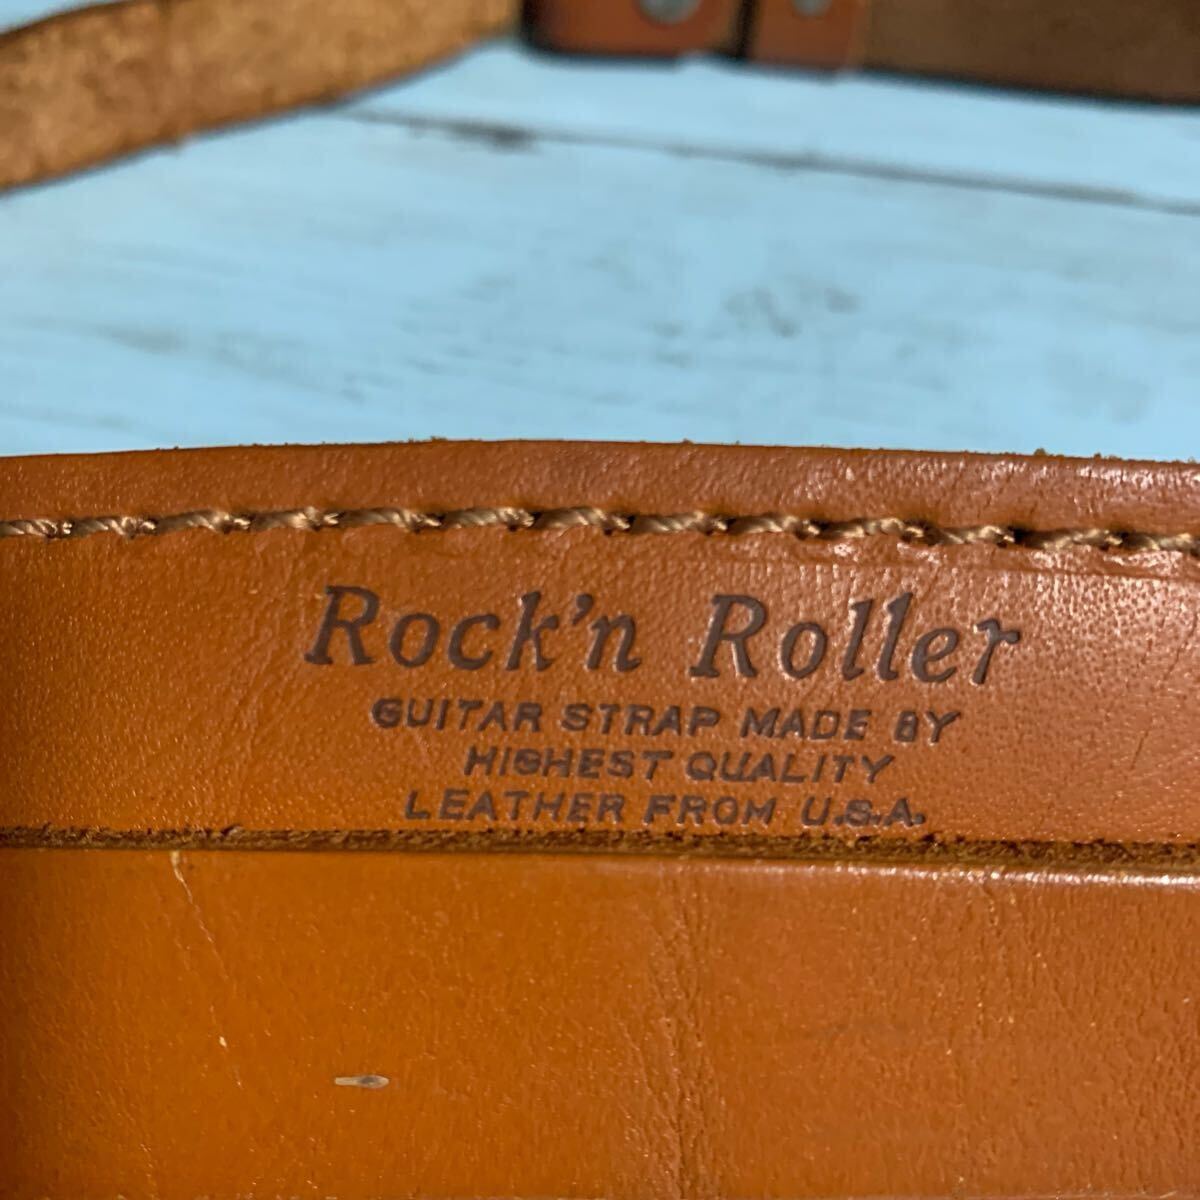 Rock'n Roller
GUITAR STRAP MADE BY
HIGHEST QUALITY
LEATHER FROM U.S.A.